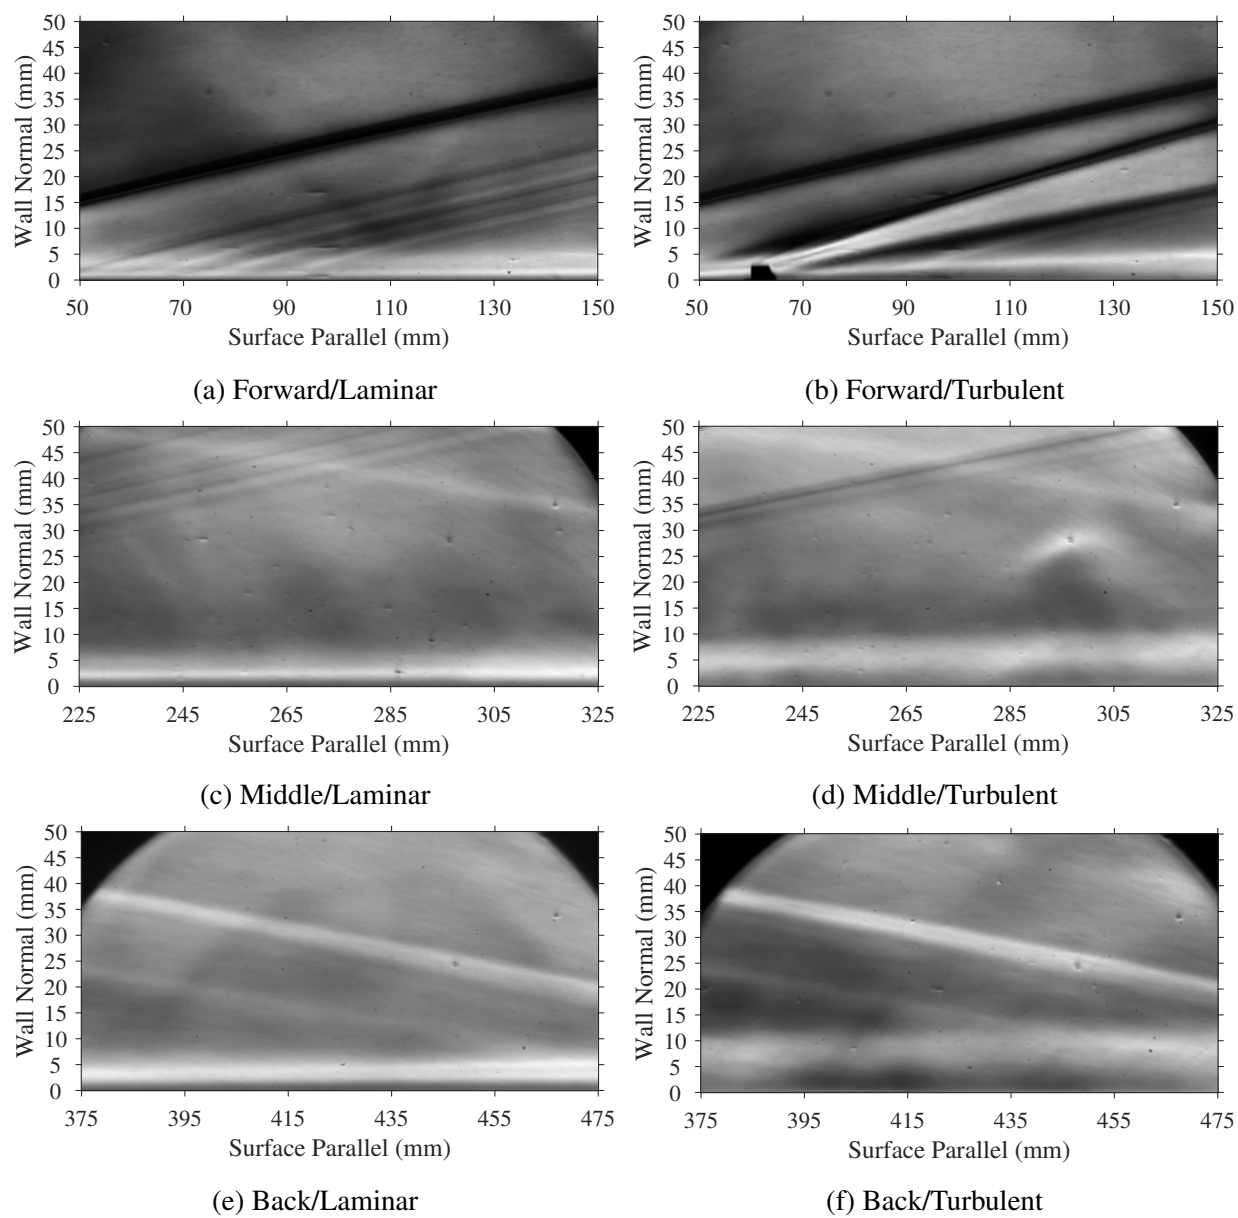 50
45
40
35
30
25
20
15
10
5
0
Wall Normal (mm)
50 70 90 110 130 150
Surface Parallel (mm)
(a) Forward/Laminar
50
45
40
35
30
25
20
15
10
5
0
Wall Normal (mm)
50 70 90 110 130 150
Surface Parallel (mm)
(b) Forward/Turbulent
50
45
40
35
30
25
20
15
10
5
0
Wall Normal (mm)
225 245 265 285 305 325
Surface Parallel (mm)
(c) Middle/Laminar
50
45
40
35
30
25
20
15
10
5
0
Wall Normal (mm)
225 245 265 285 305 325
Surface Parallel (mm)
(d) Middle/Turbulent
50
45
40
35
30
25
20
15
10
5
0
Wall Normal (mm)
375 395 415 435 455 475
Surface Parallel (mm)
(e) Back/Laminar
50
45
40
35
30
25
20
15
10
5
0
Wall Normal (mm)
375 395 415 435 455 475
Surface Parallel (mm)
(f) Back/Turbulent